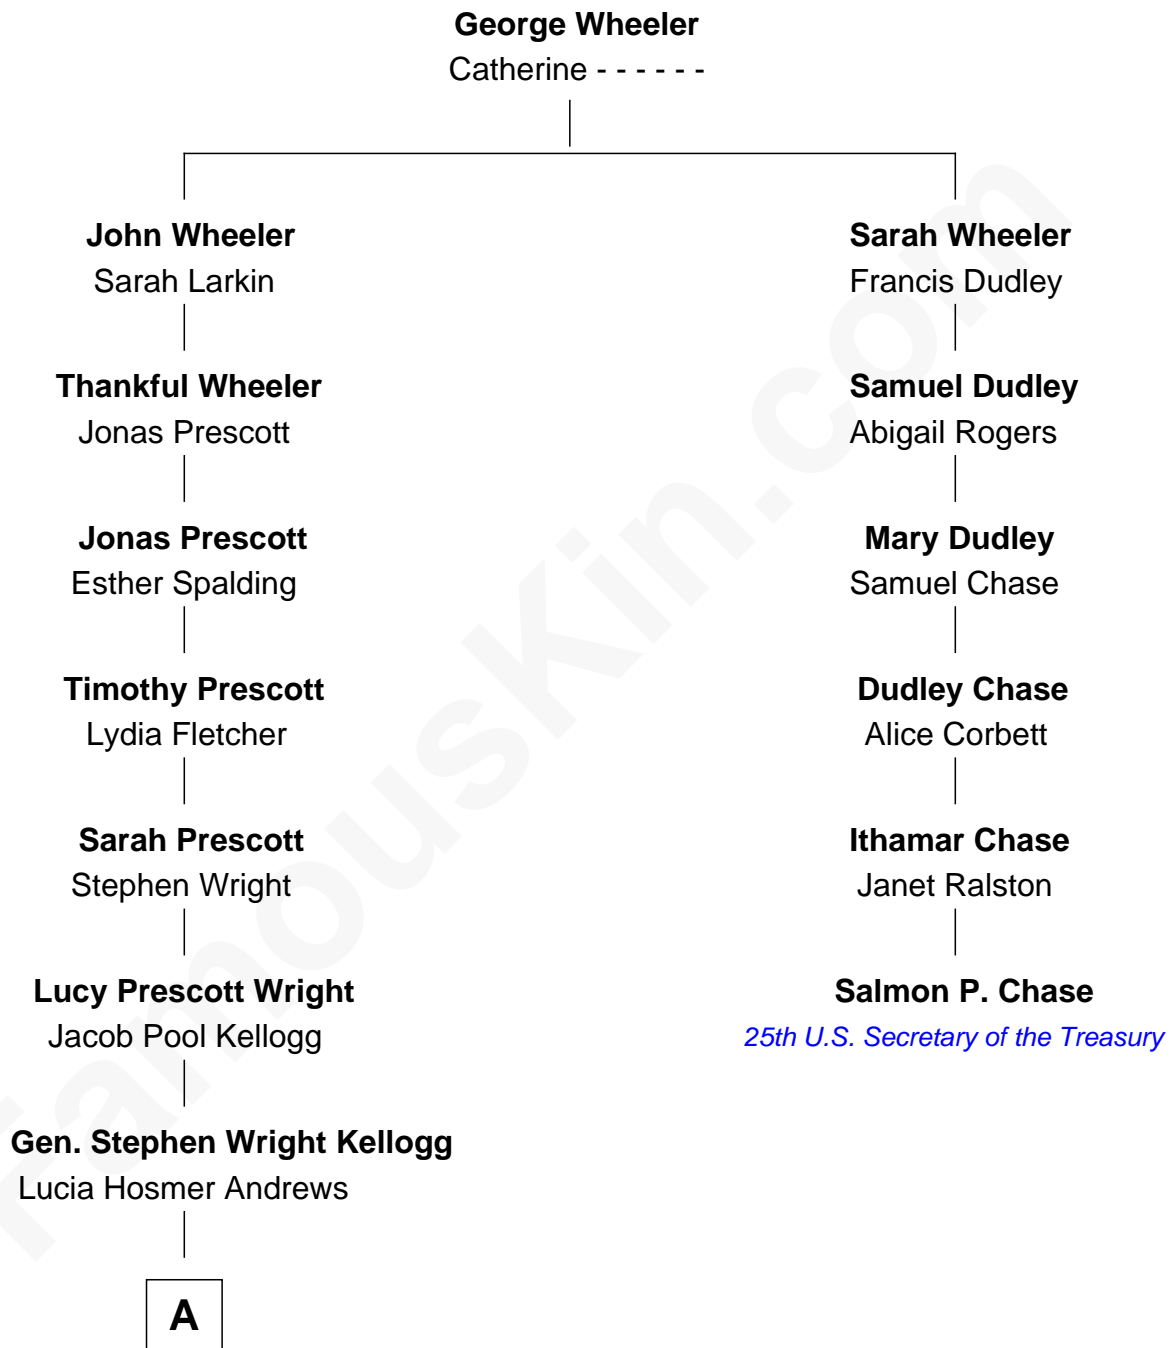 George Wheeler
Catherine - - - - - -
John Wheeler
Sarah Larkin
Sarah Wheeler
Francis Dudley
Thankful Wheeler
Jonas Prescott
Samuel Dudley
Abigail Rogers
Jonas Prescott
Esther Spalding
Mary Dudley
Samuel Chase
Timothy Prescott
Lydia Fletcher
Dudley Chase
Alice Corbett
Sarah Prescott
Stephen Wright
Ithamar Chase
Janet Ralston
Lucy Prescott Wright
Jacob Pool Kellogg
Salmon P. Chase
25th U.S. Secretary of the Treasury
Gen. Stephen Wright Kellogg
Lucia Hosmer Andrews
A
FamousKin.com